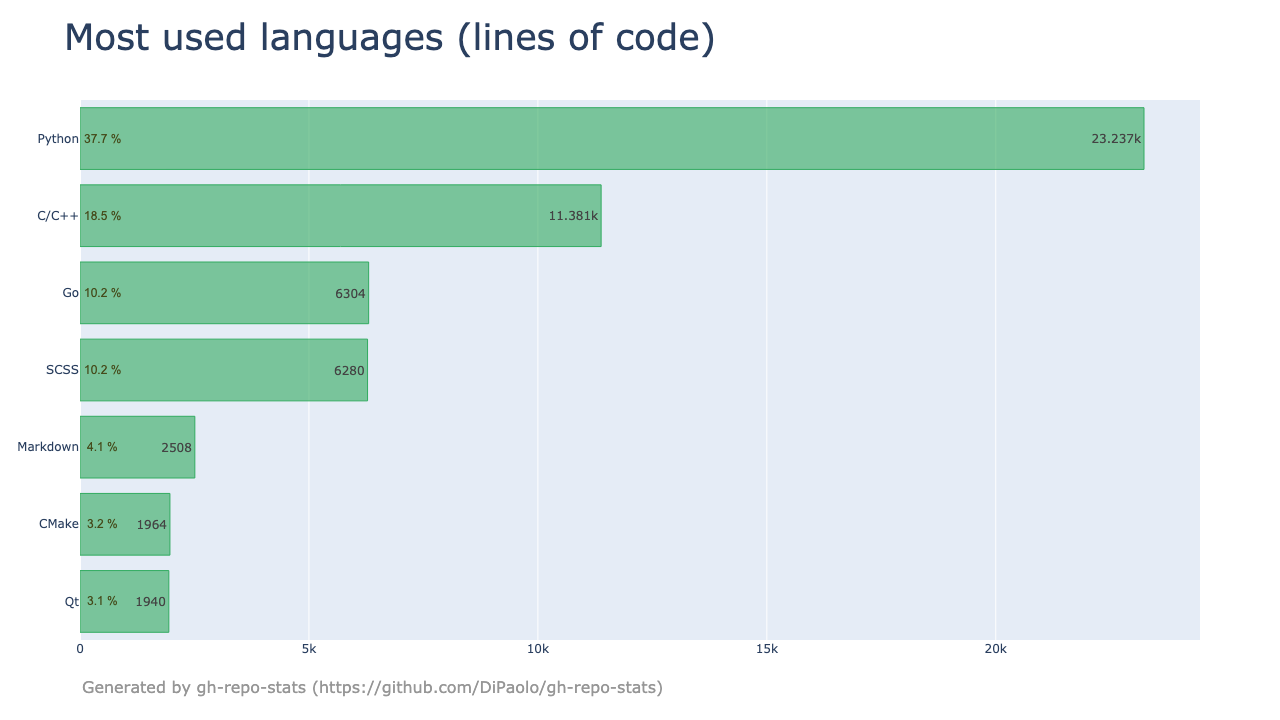 Most used languages (lines of code)
Python 37.7 % 23.237k
C/C++ 18.5 % 11.381k
Go 10.2 % 6304
SCSS 10.2 % 6280
Markdown 4.1 % 2508
CMake 3.2 % 1964
Qt 3.1 % 1940
0 5k 10k 15k 20k
Generated by gh-repo-stats (https://github.com/DiPaolo/gh-repo-stats)